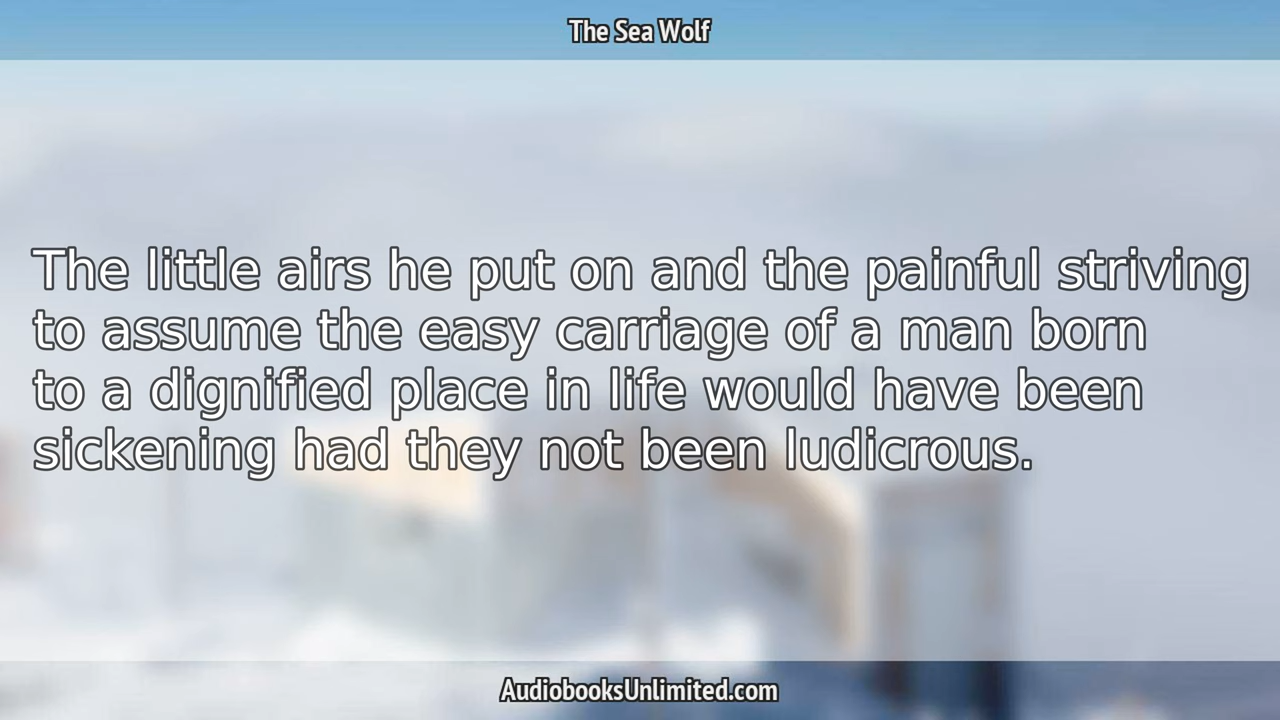 The Sea Wolf
The little airs he put on and the painful striving
to assume the easy carriage of a man born
to a dignified place in life would have been
sickening had they not been ludicrous.
AudiobooksUnlimited.com